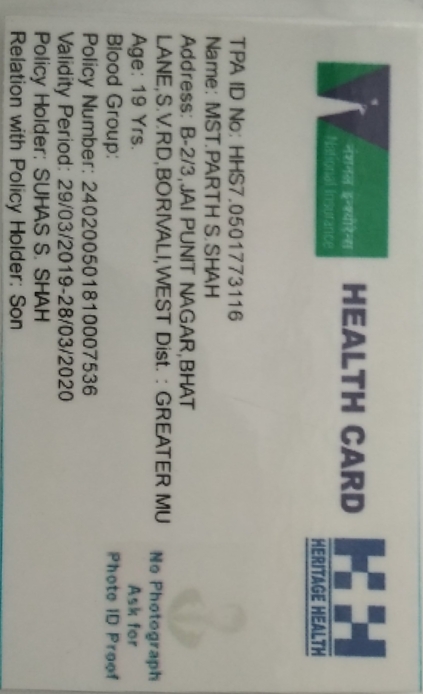 नेशनल इन्श्योरेन्स
National Insurance
HEALTH CARD
HERITAGE HEALTH
TPA ID No: HHS7.0501773116
Name: MST.PARTH S.SHAH
Address: B-2/3,JAI PUNIT NAGAR,BHAT
LANE,S.V.RD,BORIVALI,WEST Dist. : GREATER MU
Age: 19 Yrs.
Blood Group:
Policy Number: 240200501810007536
Validity Period: 29/03/2019-28/03/2020
Policy Holder: SUHAS S. SHAH
Relation with Policy Holder: Son
No Photograph
Ask for
Photo ID Proof